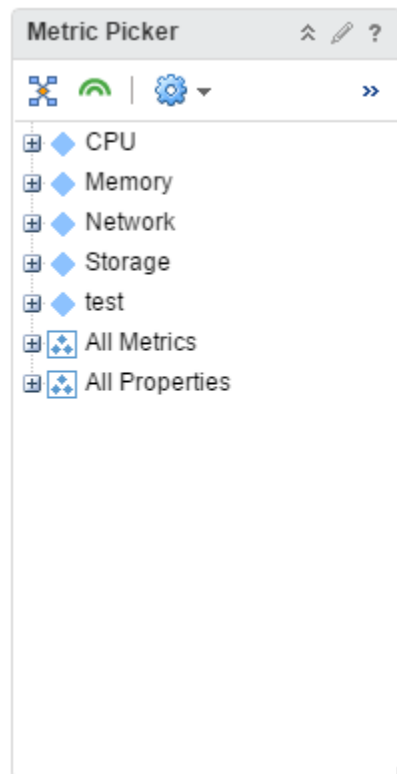 Metric Picker ?
CPU
Memory
Network
Storage
test
All Metrics
All Properties